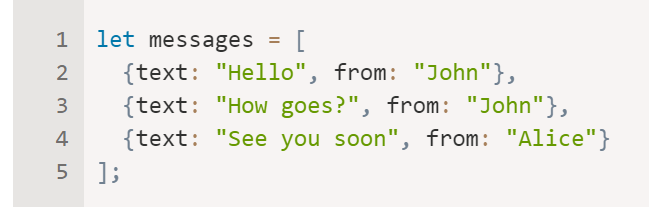 1 let messages = [
2 {text: "Hello", from: "John"},
3 {text: "How goes?", from: "John"},
4 {text: "See you soon", from: "Alice"}
5 ];